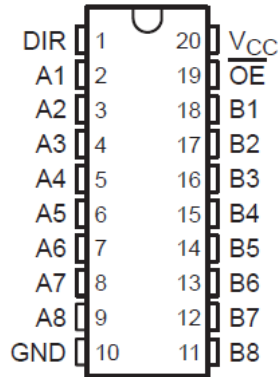 DIR 1 20 VCC
A1 2 19 OE
A2 3 18 B1
A3 4 17 B2
A4 5 16 B3
A5 6 15 B4
A6 7 14 B5
A7 8 13 B6
A8 9 12 B7
GND 10 11 B8